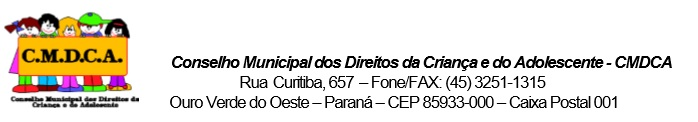 C.M.D.C.A.
Conselho Municipal dos Direitos da
Criança e do Adolescente
Conselho Municipal dos Direitos da Criança e do Adolescente - CMDCA
Rua Curitiba, 657 – Fone/FAX: (45) 3251-1315
Ouro Verde do Oeste – Paraná – CEP 85933-000 – Caixa Postal 001